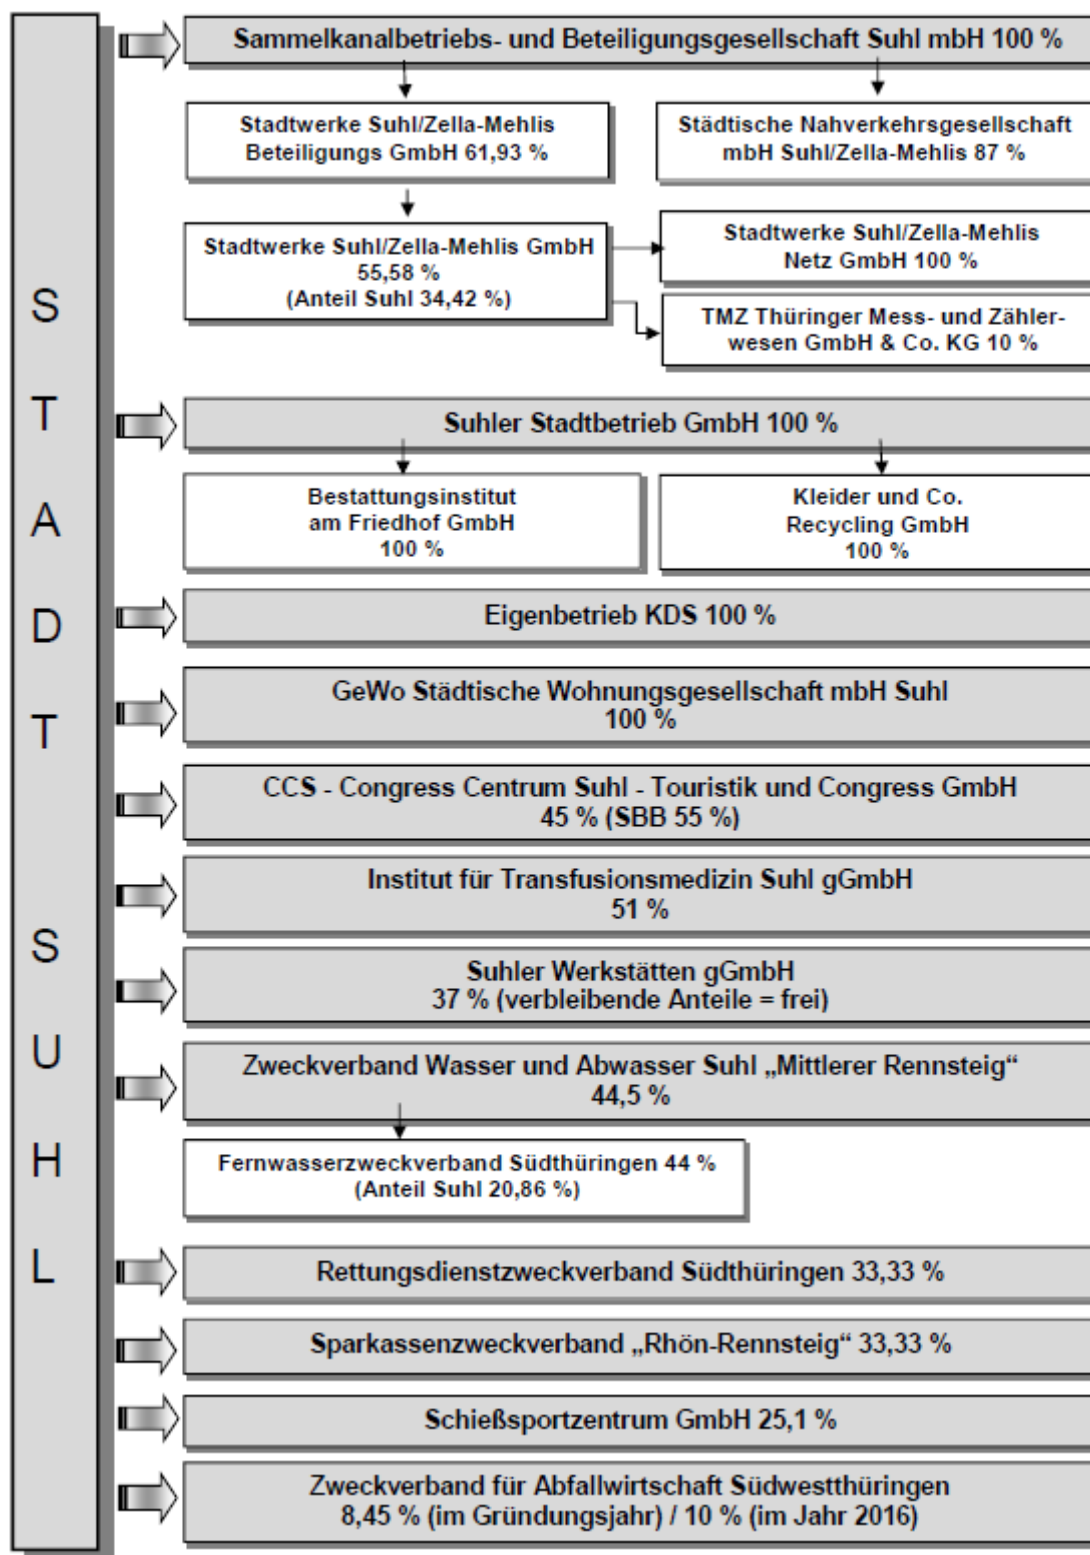 STADT SUHL
Sammelkanalbetriebs- und Beteiligungsgesellschaft Suhl mbH 100 %
Stadtwerke Suhl/Zella-Mehlis
Beteiligungs GmbH 61,93 %
Städtische Nahverkehrsgesellschaft
mbH Suhl/Zella-Mehlis 87 %
Stadtwerke Suhl/Zella-Mehlis GmbH
55,58 %
(Anteil Suhl 34,42 %)
Stadtwerke Suhl/Zella-Mehlis
Netz GmbH 100 %
TMZ Thüringer Mess- und Zähler-
wesen GmbH & Co. KG 10 %
Suhler Stadtbetrieb GmbH 100 %
Bestattungsinstitut
am Friedhof GmbH
100 %
Kleider und Co.
Recycling GmbH
100 %
Eigenbetrieb KDS 100 %
GeWo Städtische Wohnungsgesellschaft mbH Suhl
100 %
CCS - Congress Centrum Suhl - Touristik und Congress GmbH
45 % (SBB 55 %)
Institut für Transfusionsmedizin Suhl gGmbH
51 %
Suhler Werkstätten gGmbH
37 % (verbleibende Anteile = frei)
Zweckverband Wasser und Abwasser Suhl „Mittlerer Rennsteig“
44,5 %
Fernwasserzweckverband Südthüringen 44 %
(Anteil Suhl 20,86 %)
Rettungsdienstzweckverband Südthüringen 33,33 %
Sparkassenzweckverband „Rhön-Rennsteig“ 33,33 %
Schießsportzentrum GmbH 25,1 %
Zweckverband für Abfallwirtschaft Südwestthüringen
8,45 % (im Gründungsjahr) / 10 % (im Jahr 2016)